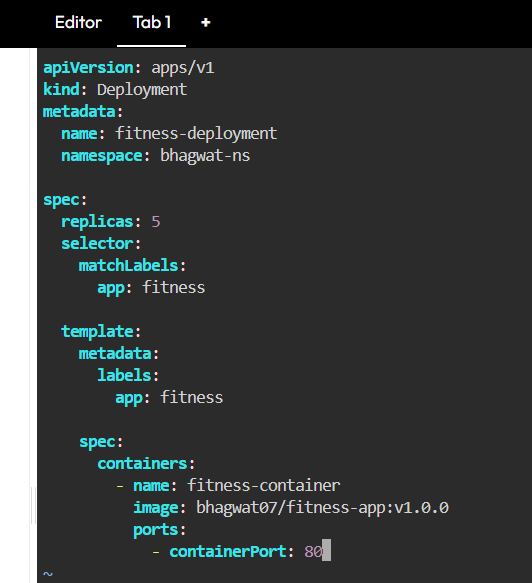 Editor Tab 1 +
apiVersion: apps/v1
kind: Deployment
metadata:
  name: fitness-deployment
  namespace: bhagwat-ns
spec:
  replicas: 5
  selector:
    matchLabels:
      app: fitness
  template:
    metadata:
      labels:
        app: fitness
    spec:
      containers:
        - name: fitness-container
          image: bhagwat07/fitness-app:v1.0.0
          ports:
            - containerPort: 80
~